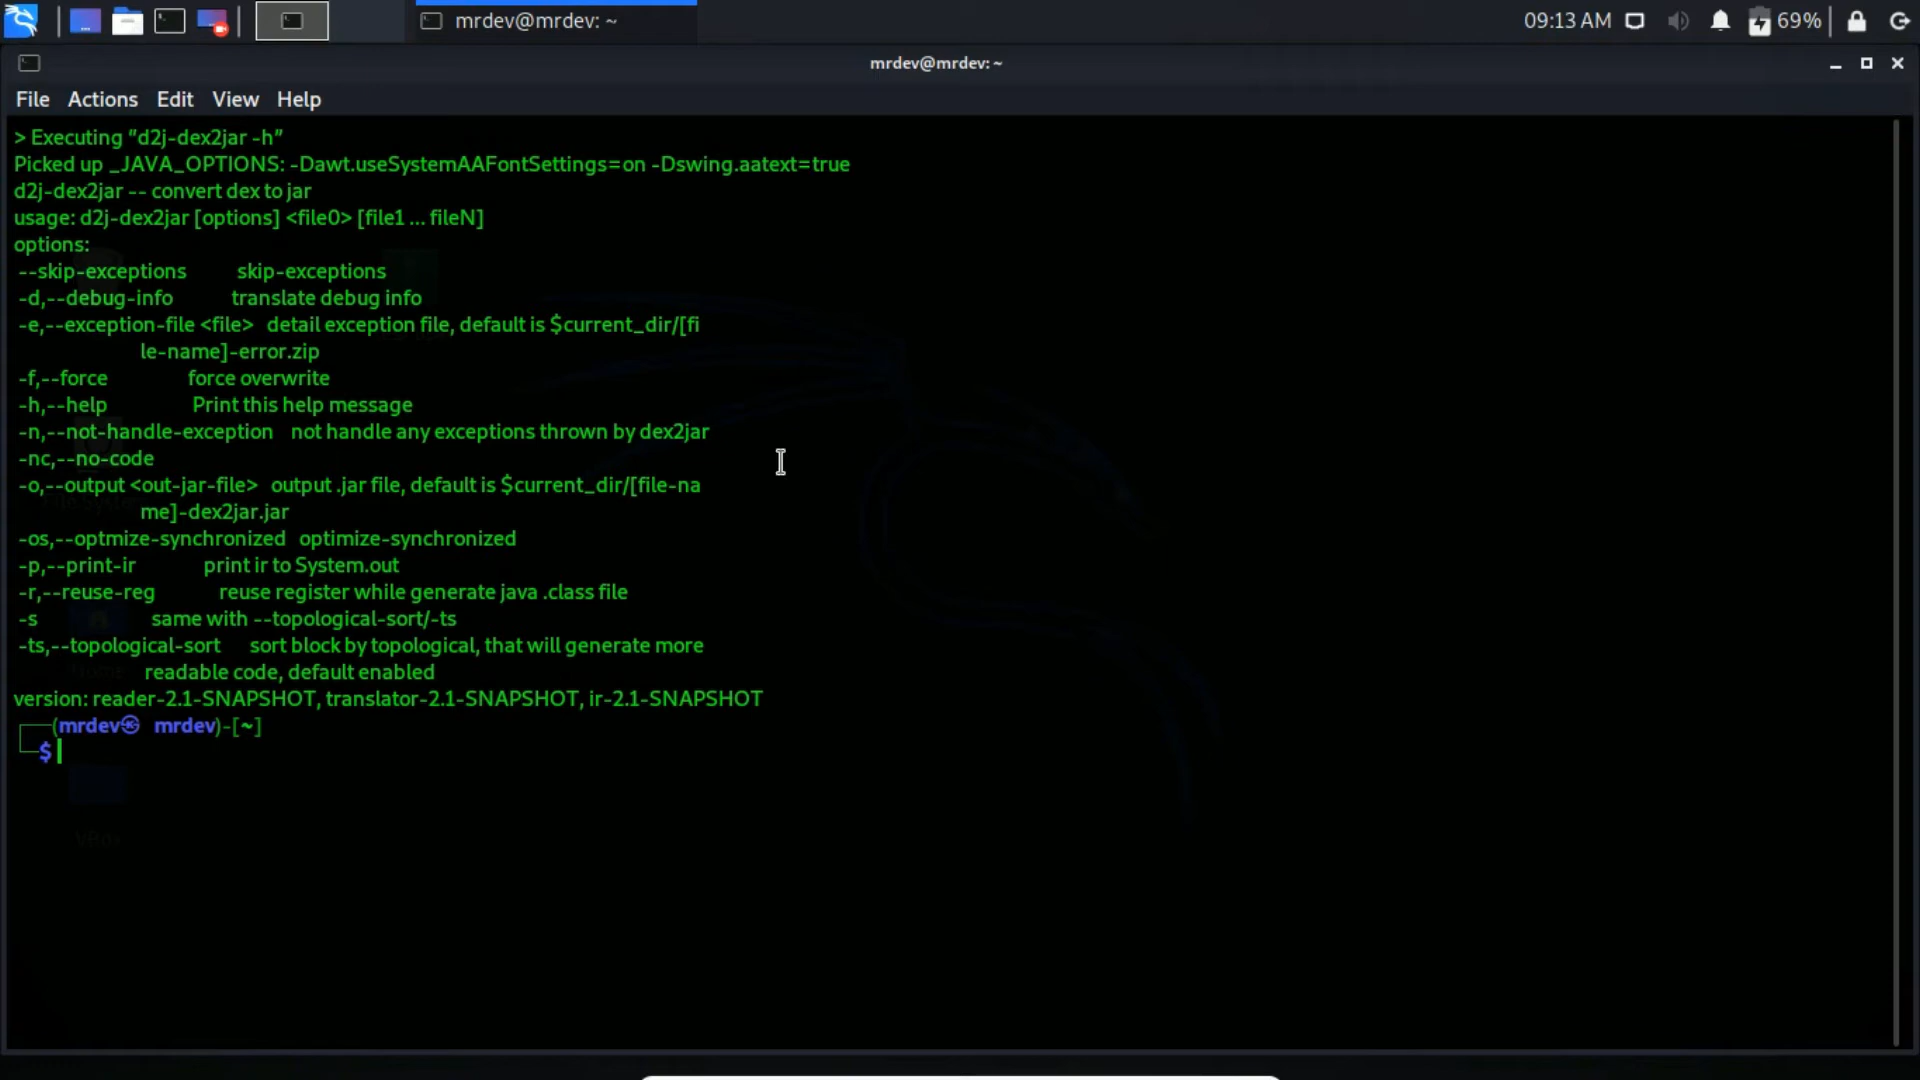 mrdev@mrdev: ~
09:13 AM
69%
mrdev@mrdev: ~
File Actions Edit View Help
> Executing "d2j-dex2jar -h"
Picked up _JAVA_OPTIONS: -Dawt.useSystemAAFontSettings=on -Dswing.aatext=true
d2j-dex2jar -- convert dex to jar
usage: d2j-dex2jar [options] <file0> [file1 ... fileN]
options:
--skip-exceptions skip-exceptions
-d,--debug-info translate debug info
-e,--exception-file <file> detail exception file, default is $current_dir/[fi
le-name]-error.zip
-f,--force force overwrite
-h,--help Print this help message
-n,--not-handle-exception not handle any exceptions thrown by dex2jar
-nc,--no-code
-o,--output <out-jar-file> output .jar file, default is $current_dir/[file-na
me]-dex2jar.jar
-os,--optmize-synchronized optimize-synchronized
-p,--print-ir print ir to System.out
-r,--reuse-reg reuse register while generate java .class file
-s same with --topological-sort/-ts
-ts,--topological-sort sort block by topological, that will generate more
readable code, default enabled
version: reader-2.1-SNAPSHOT, translator-2.1-SNAPSHOT, ir-2.1-SNAPSHOT
(mrdev㉿ mrdev)-[~]
$